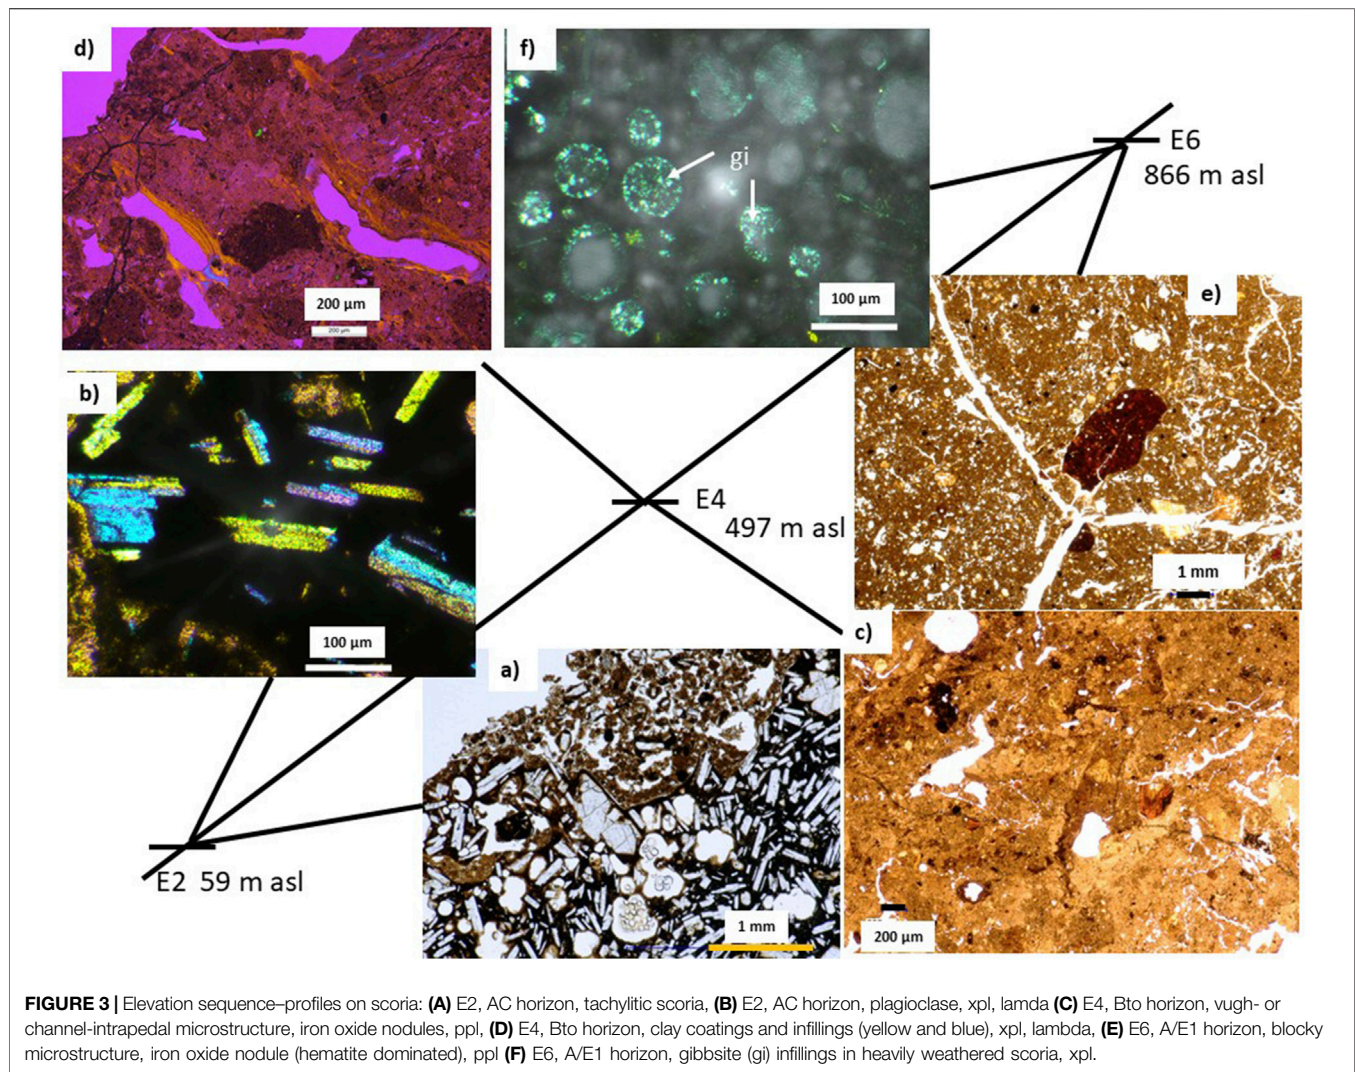 d)
f)
gi
200 µm
200 µm
100 µm
E6
866 m asl
e)
b)
E4
497 m asl
1 mm
100 µm
c)
a)
E2 59 m asl
1 mm
200 µm
FIGURE 3 | Elevation sequence–profiles on scoria: (A) E2, AC horizon, tachylitic scoria, (B) E2, AC horizon, plagioclase, xpl, lamda (C) E4, Bto horizon, vugh- or
channel-intrapedal microstructure, iron oxide nodules, ppl, (D) E4, Bto horizon, clay coatings and infillings (yellow and blue), xpl, lambda, (E) E6, A/E1 horizon, blocky
microstructure, iron oxide nodule (hematite dominated), ppl (F) E6, A/E1 horizon, gibbsite (gi) infillings in heavily weathered scoria, xpl.